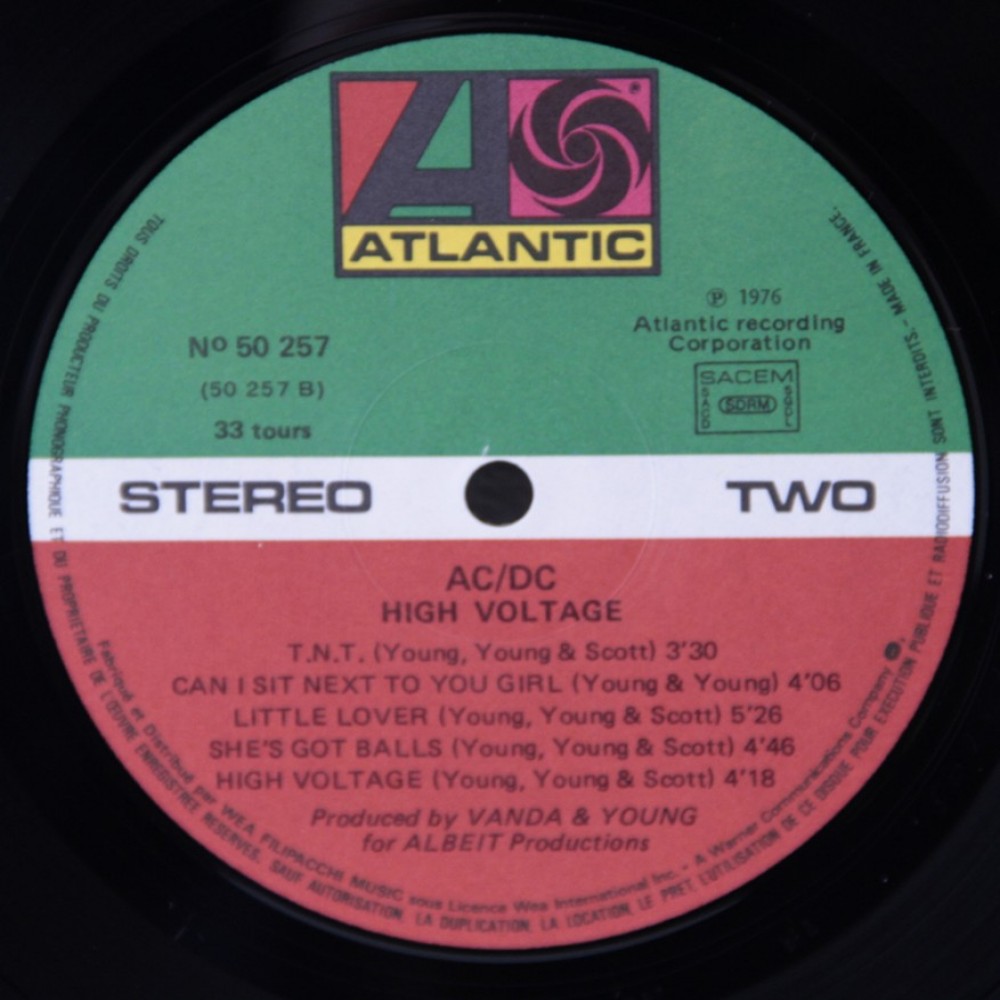 ATLANTIC
®
℗ 1976
Atlantic recording
Corporation
Nº 50 257
(50 257 B)
33 tours
SACEM
SACD
SDRM
SGDL
STEREO
TWO
AC/DC
HIGH VOLTAGE
T.N.T. (Young, Young & Scott) 3'30
CAN I SIT NEXT TO YOU GIRL (Young & Young) 4'06
LITTLE LOVER (Young, Young & Scott) 5'26
SHE'S GOT BALLS (Young, Young & Scott) 4'46
HIGH VOLTAGE (Young, Young & Scott) 4'18
Produced by VANDA & YOUNG
for ALBEIT Productions
Fabriqué et Distribué par WEA FILIPACCHI MUSIC sous Licence Wea International Inc. - A Warner Communications Company
TOUS DROITS DU PRODUCTEUR PHONOGRAPHIQUE ET DU PROPRIETAIRE DE L'ŒUVRE ENREGISTREE RESERVES. SAUF AUTORISATION, LA DUPLICATION, LA LOCATION, LE PRET, L'UTILISATION DE CE DISQUE POUR EXECUTION PUBLIQUE ET RADIODIFFUSION SONT INTERDITS. - MADE IN FRANCE.